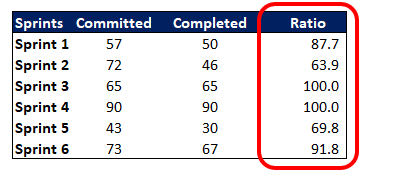 Sprints Committed Completed Ratio
Sprint 1 57 50 87.7
Sprint 2 72 46 63.9
Sprint 3 65 65 100.0
Sprint 4 90 90 100.0
Sprint 5 43 30 69.8
Sprint 6 73 67 91.8